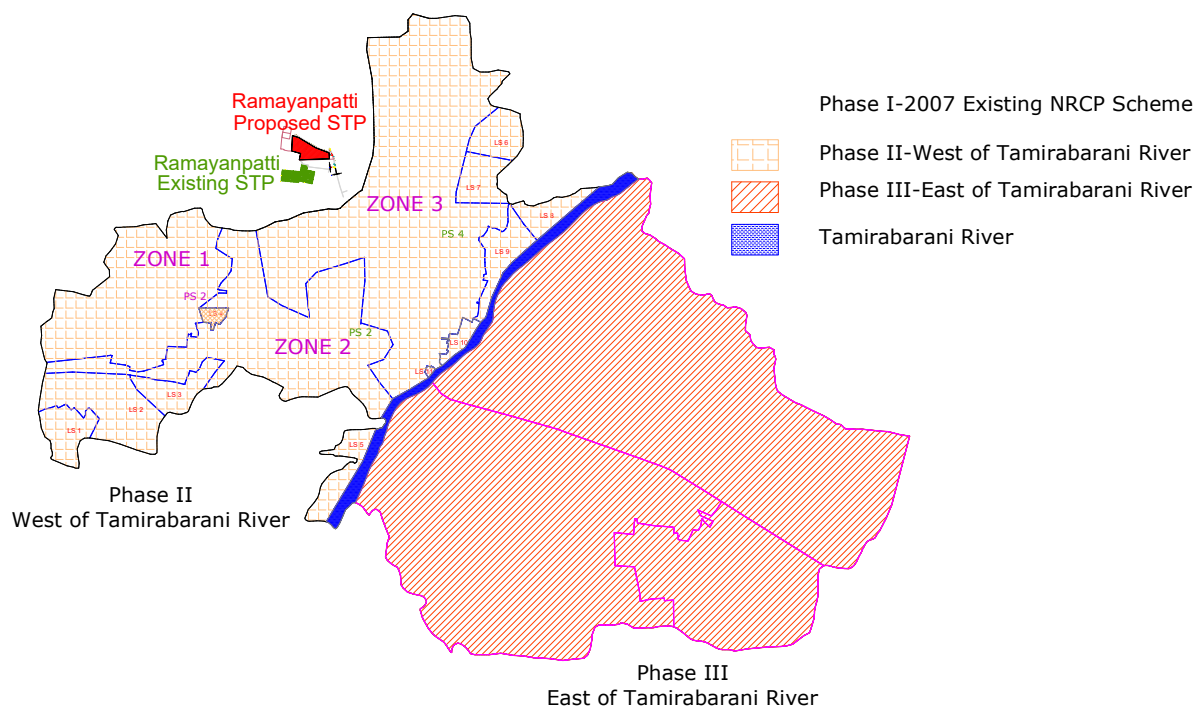 Ramayanpatti
Proposed STP
Ramayanpatti
Existing STP
Phase I-2007 Existing NRCP Scheme
Phase II-West of Tamirabarani River
Phase III-East of Tamirabarani River
Tamirabarani River
LS 6
LS 7
ZONE 3
LS 8
PS 4
LS 9
ZONE 1
PS 2
LS 4
PS 2
ZONE 2
LS 10
LS 3
LS 2
LS 1
LS 5
Phase II
West of Tamirabarani River
Phase III
East of Tamirabarani River